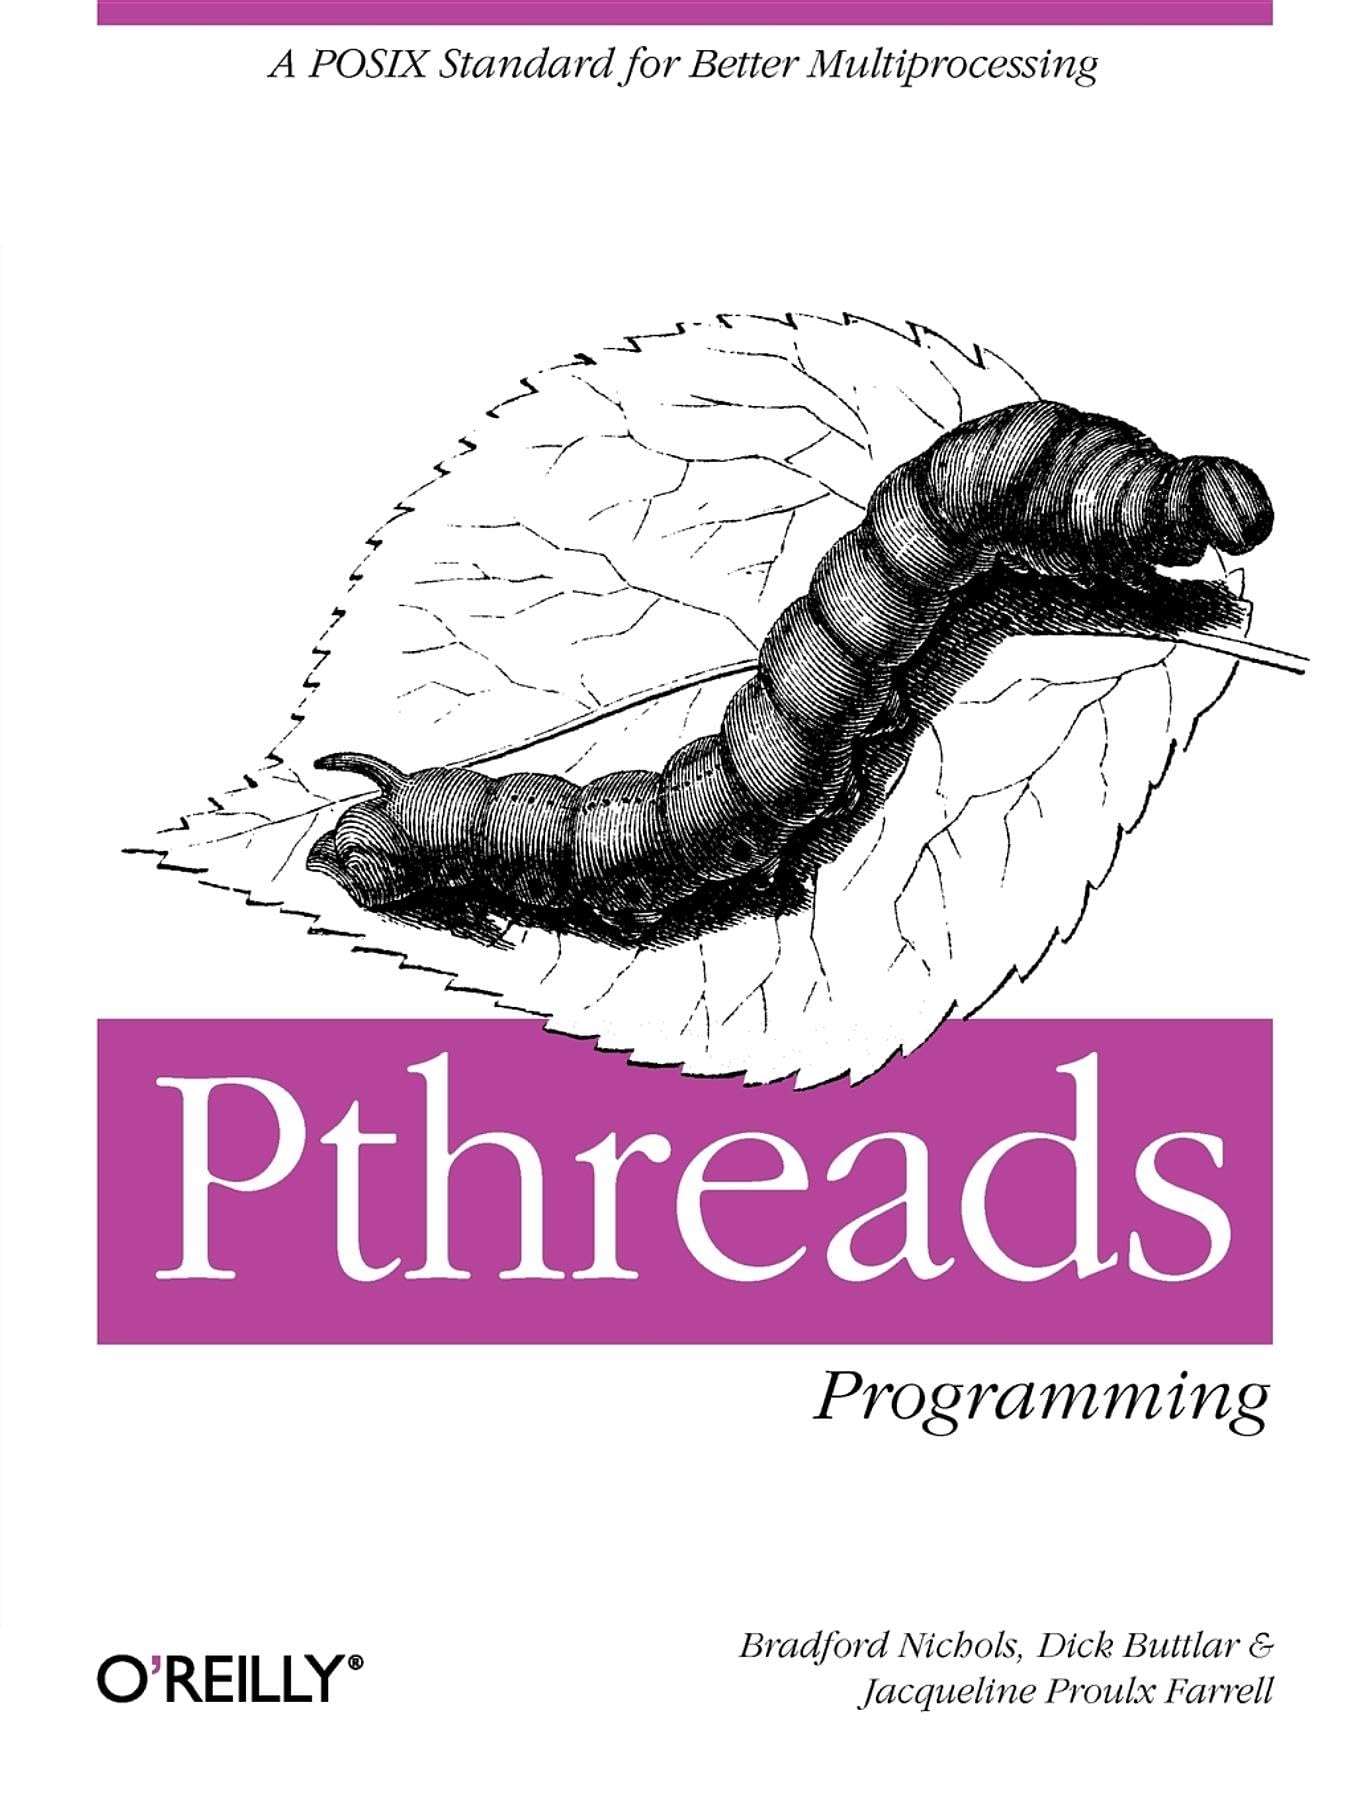 A POSIX Standard for Better Multiprocessing
Pthreads
Programming
Bradford Nichols, Dick Buttlar &
Jacqueline Proulx Farrell
O'REILLY®